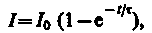 I = I₀ (1 − e^{−t/τ}),